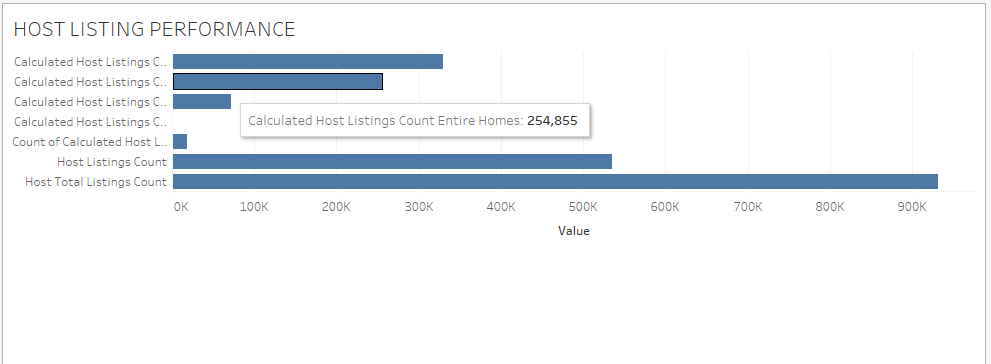 HOST LISTING PERFORMANCE
Calculated Host Listings C..
Calculated Host Listings C..
Calculated Host Listings C..
Calculated Host Listings Count Entire Homes: 254,855
Calculated Host Listings C..
Count of Calculated Host L..
Host Listings Count
Host Total Listings Count
0K 100K 200K 300K 400K 500K 600K 700K 800K 900K
Value